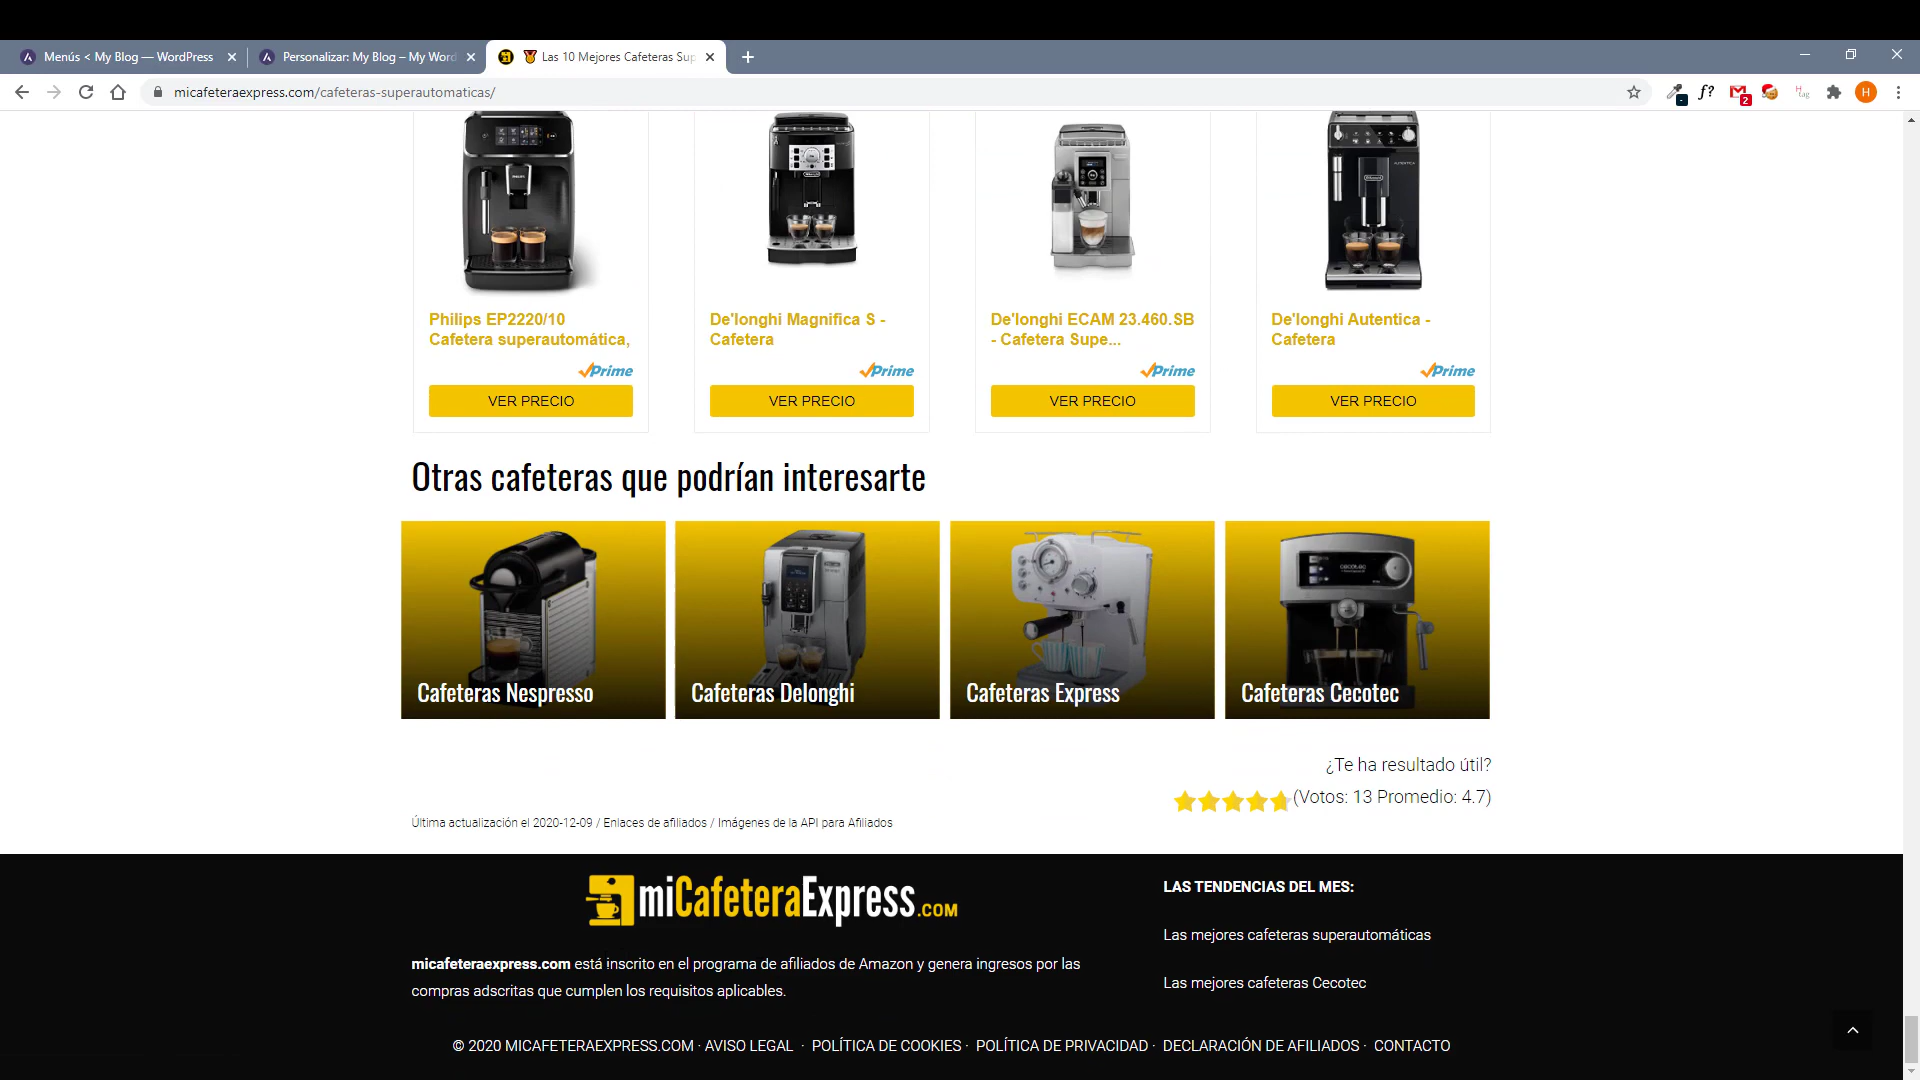 Menús < My Blog — WordPress
Personalizar: My Blog – My Word
Las 10 Mejores Cafeteras Sup
micafeteraexpress.com/cafeteras-superautomaticas/
f?
2
H
Philips EP2220/10
Cafetera superautomática,
Prime
VER PRECIO
De'longhi Magnifica S -
Cafetera
Prime
VER PRECIO
De'longhi ECAM 23.460.SB
- Cafetera Supe...
Prime
VER PRECIO
De'longhi Autentica -
Cafetera
Prime
VER PRECIO
Otras cafeteras que podrían interesarte
Cafeteras Nespresso
Cafeteras Delonghi
Cafeteras Express
Cafeteras Cecotec
¿Te ha resultado útil?
(Votos: 13 Promedio: 4.7)
Última actualización el 2020-12-09 / Enlaces de afiliados / Imágenes de la API para Afiliados
miCafeteraExpress.COM
micafeteraexpress.com está inscrito en el programa de afiliados de Amazon y genera ingresos por las
compras adscritas que cumplen los requisitos aplicables.
LAS TENDENCIAS DEL MES:
Las mejores cafeteras superautomáticas
Las mejores cafeteras Cecotec
© 2020 MICAFETERAEXPRESS.COM · AVISO LEGAL · POLÍTICA DE COOKIES · POLÍTICA DE PRIVACIDAD · DECLARACIÓN DE AFILIADOS · CONTACTO